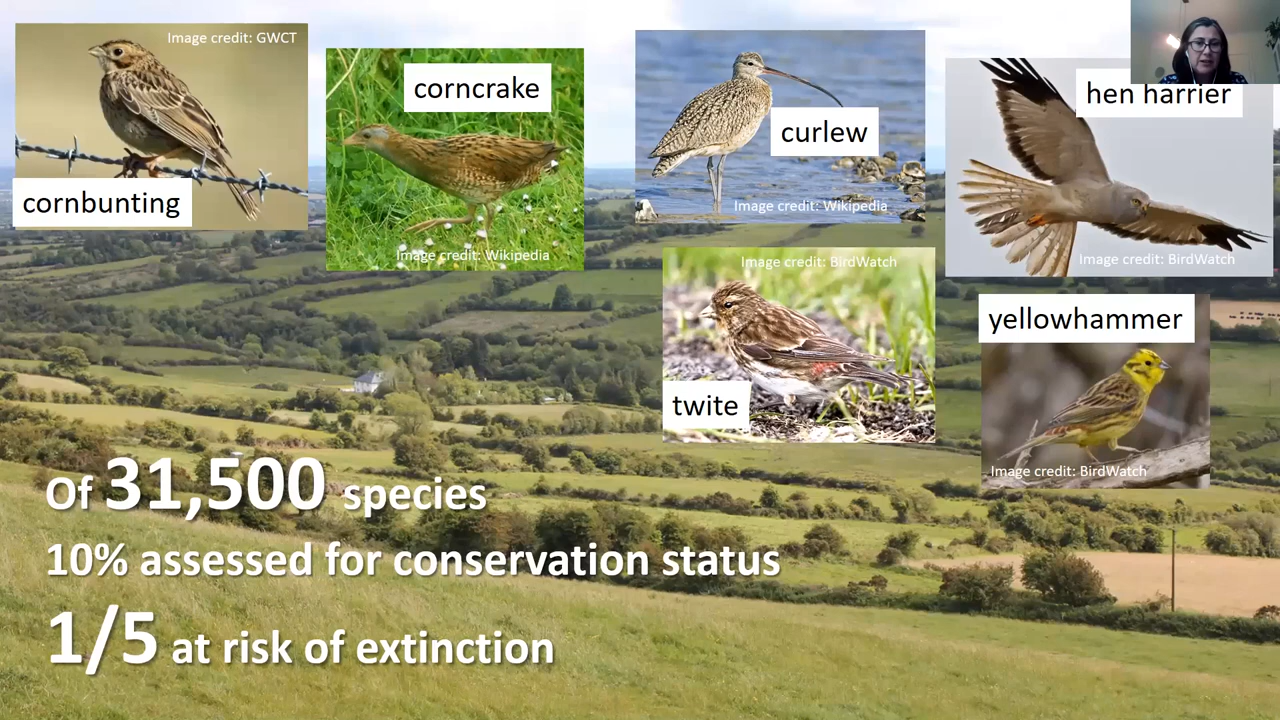 Image credit: GWCT
cornbunting
corncrake
Image credit: Wikipedia
curlew
Image credit: Wikipedia
hen harrier
Image credit: BirdWatch
Image credit: BirdWatch
twite
yellowhammer
Image credit: BirdWatch
Of 31,500 species
10% assessed for conservation status
1/5 at risk of extinction